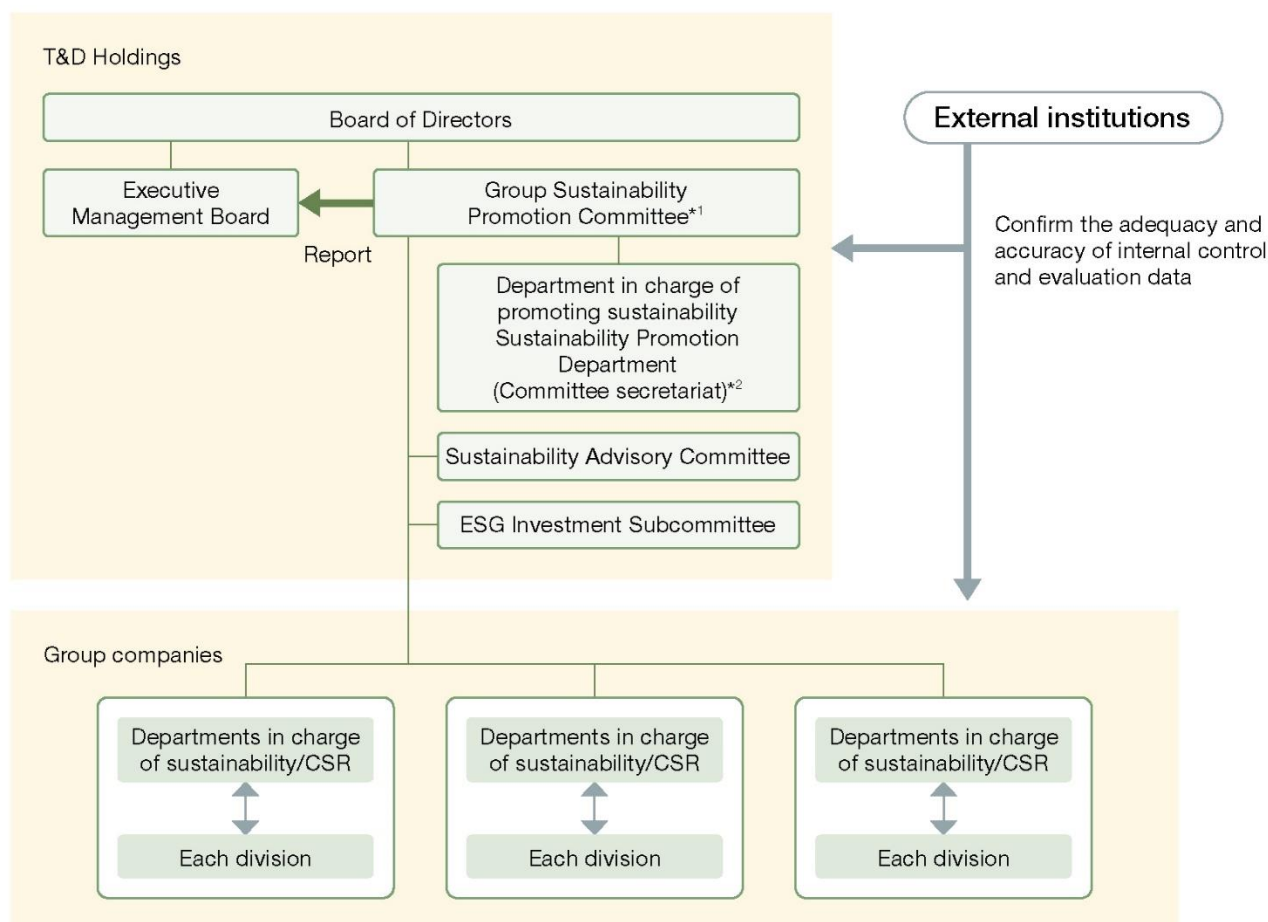 T&D Holdings
Board of Directors
External institutions
Executive
Management Board
Group Sustainability
Promotion Committee*1
Report
Confirm the adequacy and
accuracy of internal control
and evaluation data
Department in charge of
promoting sustainability
Sustainability Promotion
Department
(Committee secretariat)*2
Sustainability Advisory Committee
ESG Investment Subcommittee
Group companies
Departments in charge
of sustainability/CSR
Each division
Departments in charge
of sustainability/CSR
Each division
Departments in charge
of sustainability/CSR
Each division